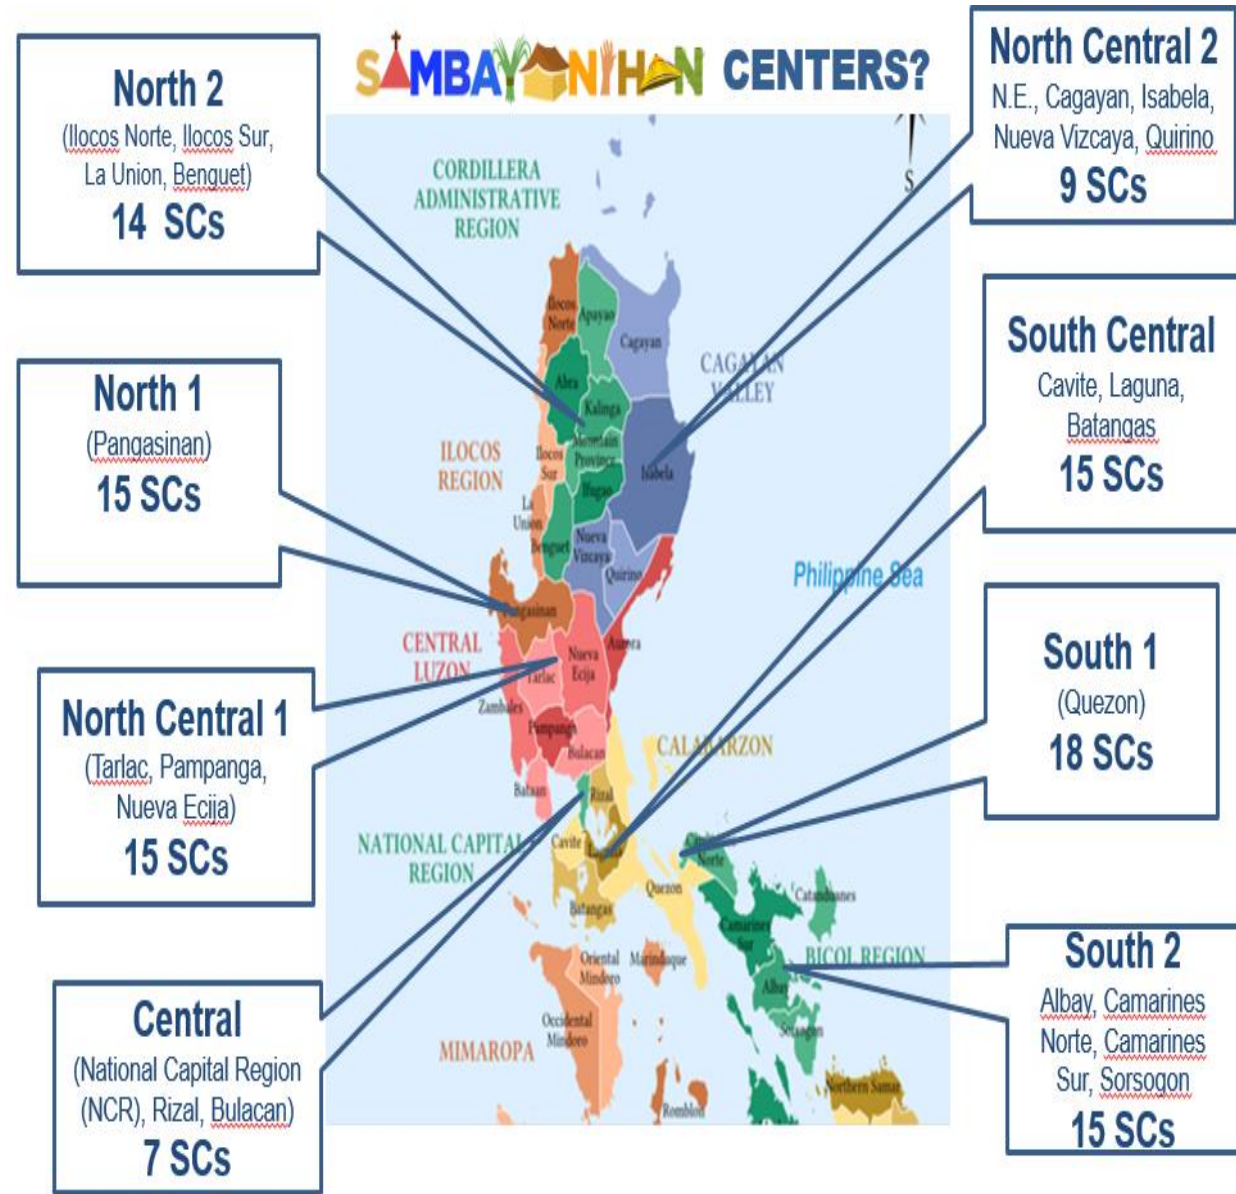 SAMBAYANIHAN CENTERS?
North 2
(Ilocos Norte, Ilocos Sur,
La Union, Benguet)
14 SCs
North 1
(Pangasinan)
15 SCs
North Central 1
(Tarlac, Pampanga,
Nueva Ecija)
15 SCs
Central
(National Capital Region
(NCR), Rizal, Bulacan)
7 SCs
North Central 2
N.E., Cagayan, Isabela,
Nueva Vizcaya, Quirino
9 SCs
South Central
Cavite, Laguna,
Batangas
15 SCs
South 1
(Quezon)
18 SCs
South 2
Albay, Camarines
Norte, Camarines
Sur, Sorsogon
15 SCs
S
CORDILLERA
ADMINISTRATIVE
REGION
Ilocos
Norte
Apayao
Cagayan
CAGAYAN
VALLEY
Abra
Kalinga
Mountain
Province
ILOCOS
REGION
Ilocos
Sur
Ifugao
Isabela
La
Union
Benguet
Nueva
Vizcaya
Quirino
Philippine Sea
Pangasinan
CENTRAL
LUZON
Nueva
Ecija
Aurora
Tarlac
Zambales
Pampanga
Bulacan
CALABARZON
Bataan
Rizal
NATIONAL CAPITAL
REGION
Cavite
Norte
Quezon
Batangas
Catanduanes
Camarines
Sur
BICOL REGION
Oriental
Mindoro
Marinduque
Albay
Occidental
Mindoro
Sorsogon
MIMAROPA
Romblon
Northern Samar